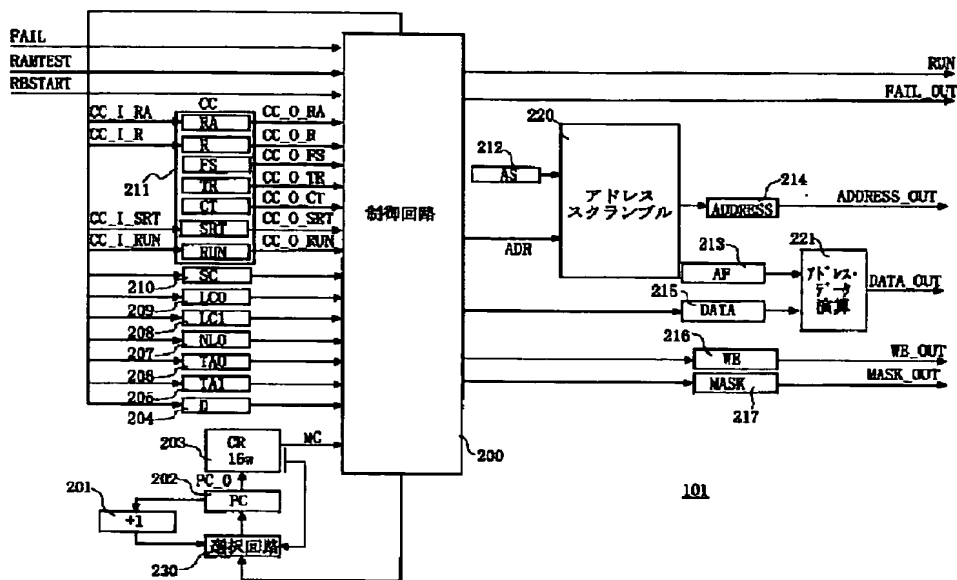 FAIL
RAMTEST
RBSTART
CC_I_RA
CC_I_R
CC_I_SRT
CC_I_RUN
CC
RA
R
FS
TR
CT
SRT
RUN
211
CC_O_RA
CC_O_R
CC_O_FS
CC_O_TR
CC_O_CT
CC_O_SRT
CC_O_RUN
SC
210
LC0
209
LC1
208
NL0
207
TA0
206
TA1
205
D
204
203
CR
16w
MC
PC_O
202
PC
201
+1
選択回路
230
制御回路
200
RUN
FAIL_OUT
220
212
AS
アドレス
スクランブル
ADR
214
ADDRESS
ADDRESS_OUT
213
AF
221
アドレス・
データ
演算
DATA_OUT
215
DATA
216
WE
WE_OUT
MASK
MASK_OUT
217
101